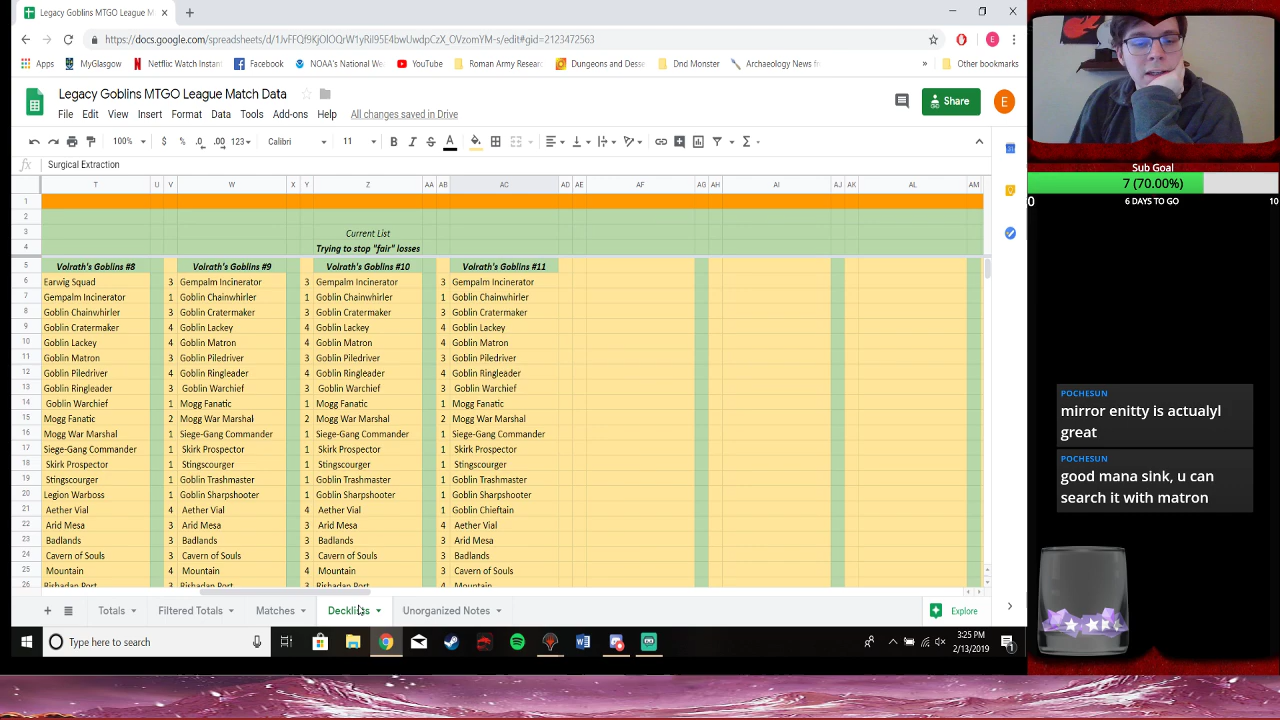 Legacy Goblins MTGO League M
https://docs.google.com/spreadsheets/d/1JvFFQf9KjOlOQrW1yRiI95E4bwUwdpCzX_OVzomYM-s/edit#gid=2123472563
Apps MyGlasgow Netflix Watch Instant Facebook NOAA's National We YouTube Roman Army Resear Dungeons and Desse Dnd Monster Archaeology News fr » Other bookmarks
Legacy Goblins MTGO League Match Data
File Edit View Insert Format Data Tools Add-ons Help All changes saved in Drive
Share
E
100% $ % .0 .00 123 Calibri 11 B I S A
fx Surgical Extraction
T U V W X Y Z AA AB AC AD AE AF AG AH AI AJ AK AL AM
1
2
3 Current List
4 Trying to stop "fair" losses
5 Volrath's Goblins #8 Volrath's Goblins #9 Volrath's Goblins #10 Volrath's Goblins #11
6 Earwig Squad 3 Gempalm Incinerator 3 Gempalm Incinerator 3 Gempalm Incinerator
7 Gempalm Incinerator 1 Goblin Chainwhirler 1 Goblin Chainwhirler 1 Goblin Chainwhirler
8 Goblin Chainwhirler 3 Goblin Cratermaker 3 Goblin Cratermaker 3 Goblin Cratermaker
9 Goblin Cratermaker 4 Goblin Lackey 4 Goblin Lackey 4 Goblin Lackey
10 Goblin Lackey 4 Goblin Matron 4 Goblin Matron 4 Goblin Matron
11 Goblin Matron 3 Goblin Piledriver 3 Goblin Piledriver 3 Goblin Piledriver
12 Goblin Piledriver 4 Goblin Ringleader 4 Goblin Ringleader 4 Goblin Ringleader
13 Goblin Ringleader 3 Goblin Warchief 3 Goblin Warchief 3 Goblin Warchief
14 Goblin Warchief 1 Mogg Fanatic 1 Mogg Fanatic 1 Mogg Fanatic
15 Mogg Fanatic 2 Mogg War Marshal 2 Mogg War Marshal 2 Mogg War Marshal
16 Mogg War Marshal 1 Siege-Gang Commander 1 Siege-Gang Commander 1 Siege-Gang Commander
17 Siege-Gang Commander 1 Skirk Prospector 1 Skirk Prospector 1 Skirk Prospector
18 Skirk Prospector 1 Stingscourger 1 Stingscourger 1 Stingscourger
19 Stingscourger 1 Goblin Trashmaster 1 Goblin Trashmaster 1 Goblin Trashmaster
20 Legion Warboss 1 Goblin Sharpshooter 1 Goblin Sharpshooter 1 Goblin Sharpshooter
21 Aether Vial 4 Aether Vial 4 Aether Vial 1 Goblin Chieftain
22 Arid Mesa 3 Arid Mesa 3 Arid Mesa 4 Aether Vial
23 Badlands 3 Badlands 3 Badlands 3 Arid Mesa
24 Cavern of Souls 3 Cavern of Souls 3 Cavern of Souls 3 Badlands
25 Mountain 4 Mountain 4 Mountain 3 Cavern of Souls
26 Rishadan Port 3 Rishadan Port 3 Rishadan Port 4 Mountain
Totals Filtered Totals Matches Decklists Unorganized Notes Explore
Type here to search
3:25 PM
2/13/2019
1
Sub Goal
7 (70.00%)
0 6 DAYS TO GO 10
POCHESUN
mirror enitty is actualyl
great
POCHESUN
good mana sink, u can
search it with matron